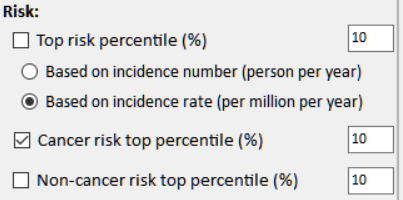 Risk:
Top risk percentile (%) 10
Based on incidence number (person per year)
Based on incidence rate (per million per year)
Cancer risk top percentile (%) 10
Non-cancer risk top percentile (%) 10